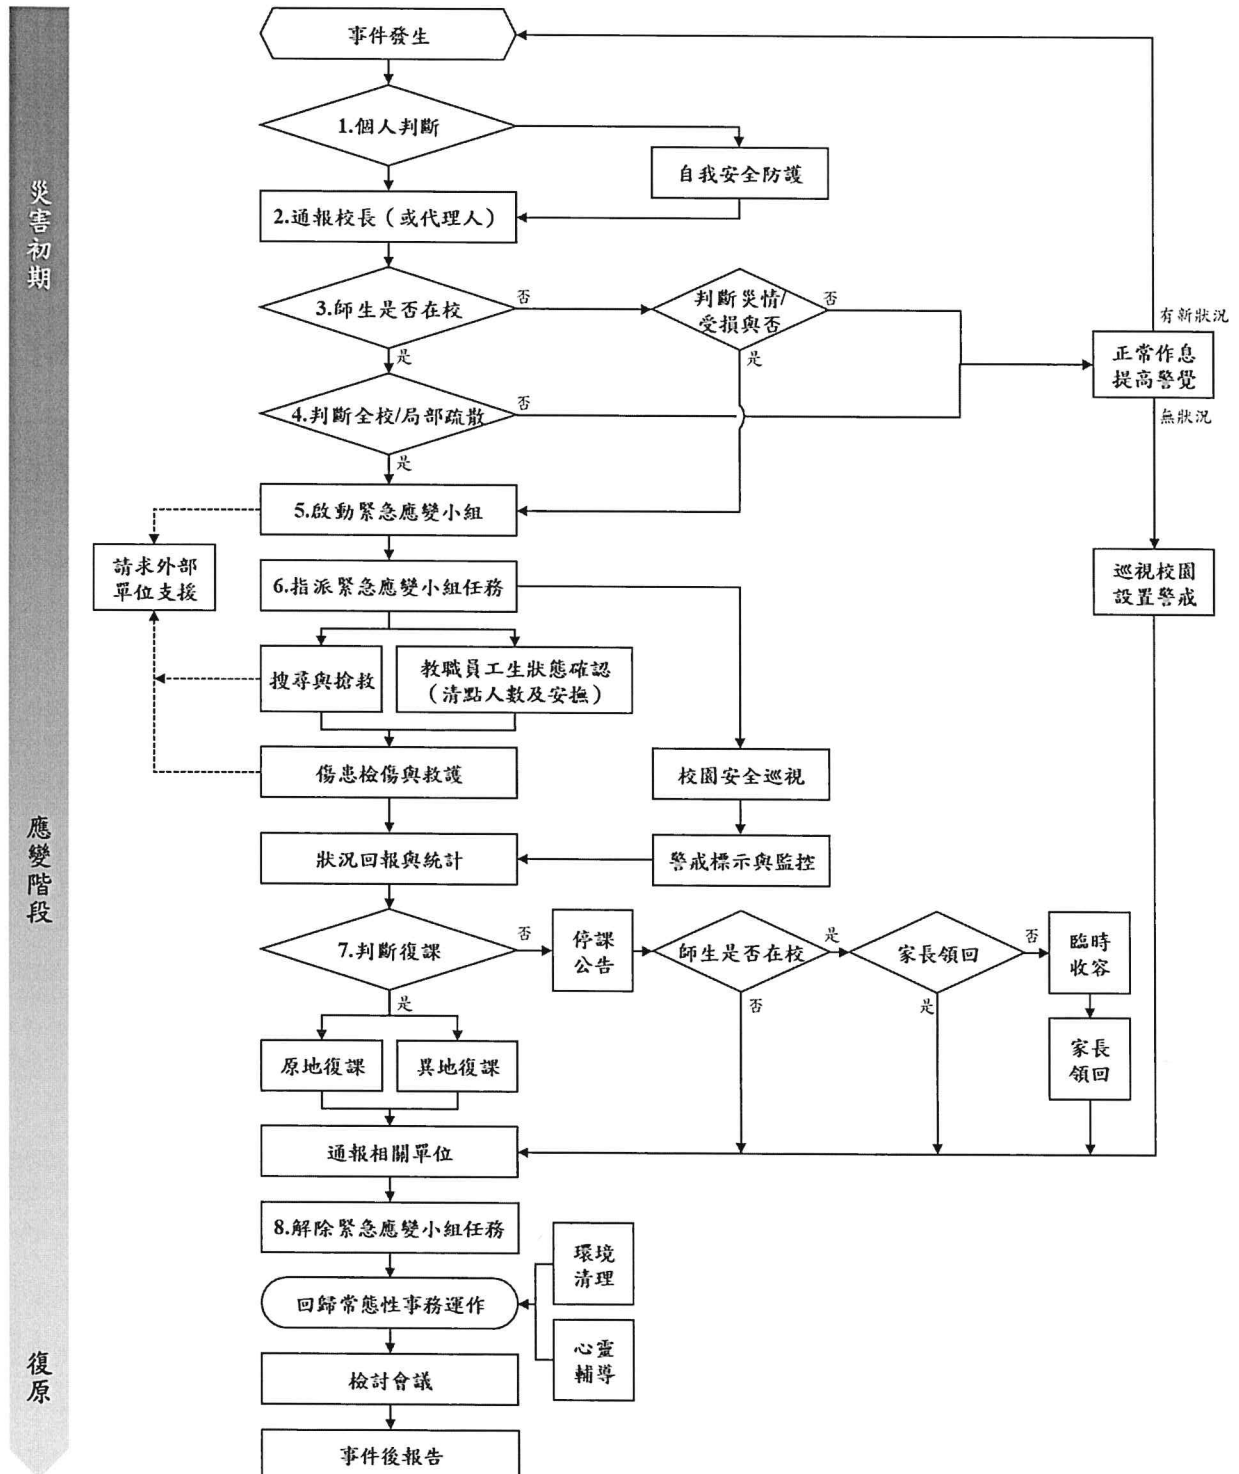 災害初期
應變階段
復原
事件發生
1.個人判斷
自我安全防護
2.通報校長（或代理人）
3.師生是否在校
否
判斷災情/
受損與否
否
有新狀況
正常作息
提高警覺
無狀況
是
是
4.判斷全校/局部疏散
否
是
5.啟動緊急應變小組
請求外部
單位支援
6.指派緊急應變小組任務
巡視校園
設置警戒
搜尋與搶救
教職員工生狀態確認
（清點人數及安撫）
傷患檢傷與救護
校園安全巡視
狀況回報與統計
警戒標示與監控
7.判斷復課
否
停課
公告
師生是否在校
是
家長領回
否
臨時
收容
是
否
是
原地復課
異地復課
家長
領回
通報相關單位
8.解除緊急應變小組任務
環境
清理
回歸常態性事務運作
心靈
輔導
檢討會議
事件後報告